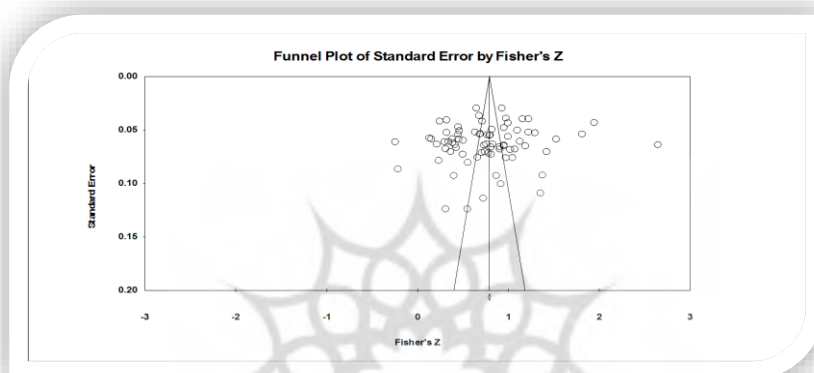 Funnel Plot of Standard Error by Fisher's Z
0.00
0.05
0.10
0.15
0.20
Standard Error
-3 -2 -1 0 1 2 3
Fisher's Z